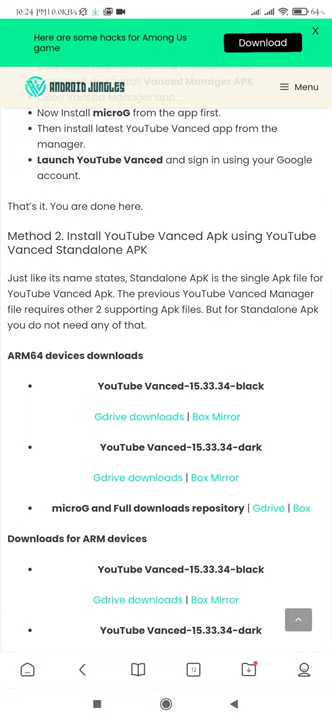 10:24 PM | 0.0KB/s
64%
Here are some hacks for Among Us
game
Download
X
ANDROID JUNGLES
Menu
Vanced Manager APK
Now Install microG from the app first.
Then install latest YouTube Vanced app from the
manager.
Launch YouTube Vanced and sign in using your Google
account.
That's it. You are done here.
Method 2. Install YouTube Vanced Apk using YouTube
Vanced Standalone APK
Just like its name states, Standalone ApK is the single Apk file for
YouTube Vanced Apk. The previous YouTube Vanced Manager
file requires other 2 supporting Apk files. But for Standalone Apk
you do not need any of that.
ARM64 devices downloads
YouTube Vanced-15.33.34-black
Gdrive downloads | Box Mirror
YouTube Vanced-15.33.34-dark
Gdrive downloads | Box Mirror
microG and Full downloads repository | Gdrive | Box
Downloads for ARM devices
YouTube Vanced-15.33.34-black
Gdrive downloads | Box Mirror
YouTube Vanced-15.33.34-dark
12